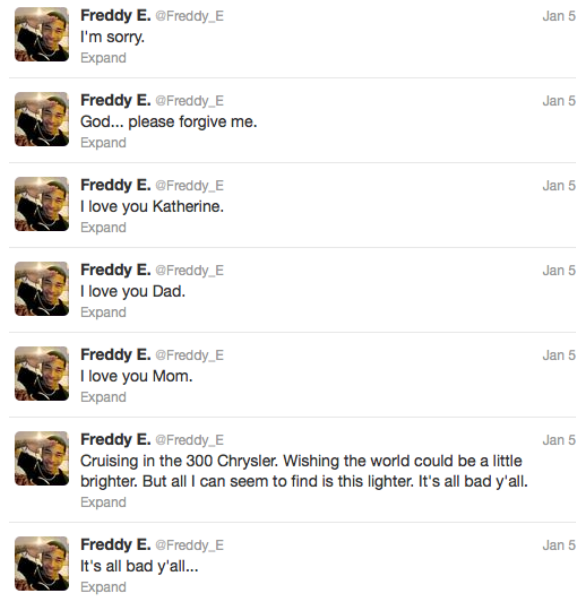 Freddy E. @Freddy_E Jan 5
I'm sorry.
Expand
Freddy E. @Freddy_E Jan 5
God... please forgive me.
Expand
Freddy E. @Freddy_E Jan 5
I love you Katherine.
Expand
Freddy E. @Freddy_E Jan 5
I love you Dad.
Expand
Freddy E. @Freddy_E Jan 5
I love you Mom.
Expand
Freddy E. @Freddy_E Jan 5
Cruising in the 300 Chrysler. Wishing the world could be a little
brighter. But all I can seem to find is this lighter. It's all bad y'all.
Expand
Freddy E. @Freddy_E Jan 5
It's all bad y'all...
Expand